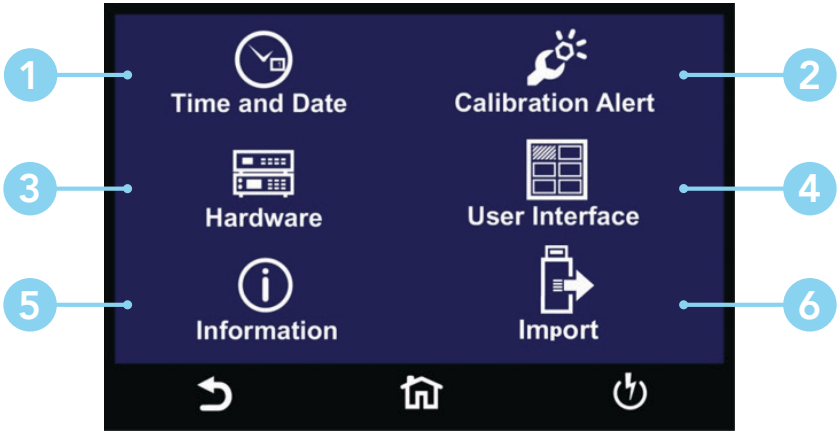 1
Time and Date
2
Calibration Alert
3
Hardware
4
User Interface
5
Information
6
Import